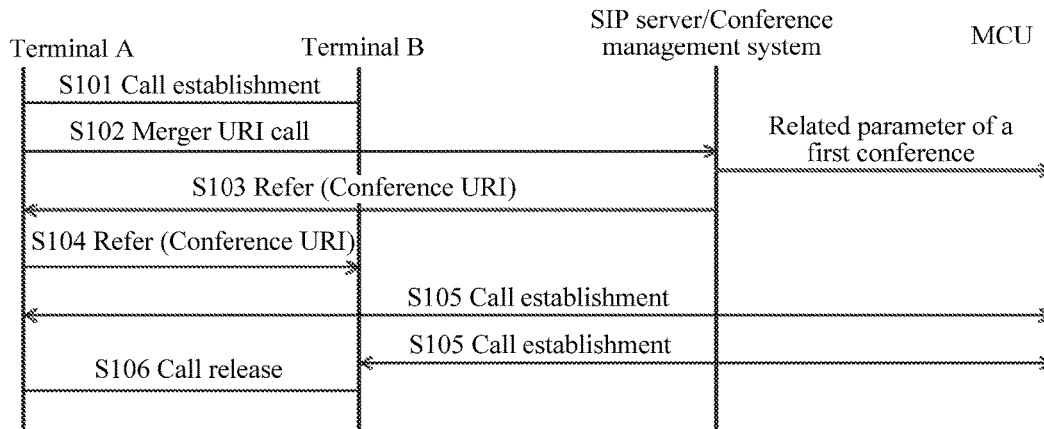 Terminal A
Terminal B
SIP server/Conference
management system
MCU
S101 Call establishment
S102 Merger URI call
Related parameter of a
first conference
S103 Refer (Conference URI)
S104 Refer (Conference URI)
S105 Call establishment
S105 Call establishment
S106 Call release